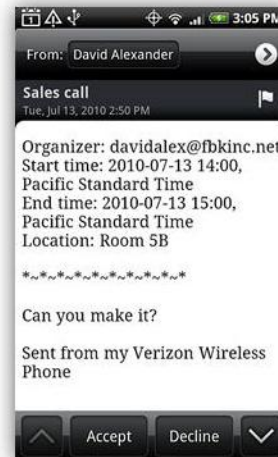 3:05 PM
From: David Alexander
Sales call
Tue, Jul 13, 2010 2:50 PM
Organizer: davidalex@fbkinc.net
Start time: 2010-07-13 14:00,
Pacific Standard Time
End time: 2010-07-13 15:00,
Pacific Standard Time
Location: Room 5B
*~*~*~*~*~*~*~*~*~*
Can you make it?
Sent from my Verizon Wireless
Phone
Accept Decline